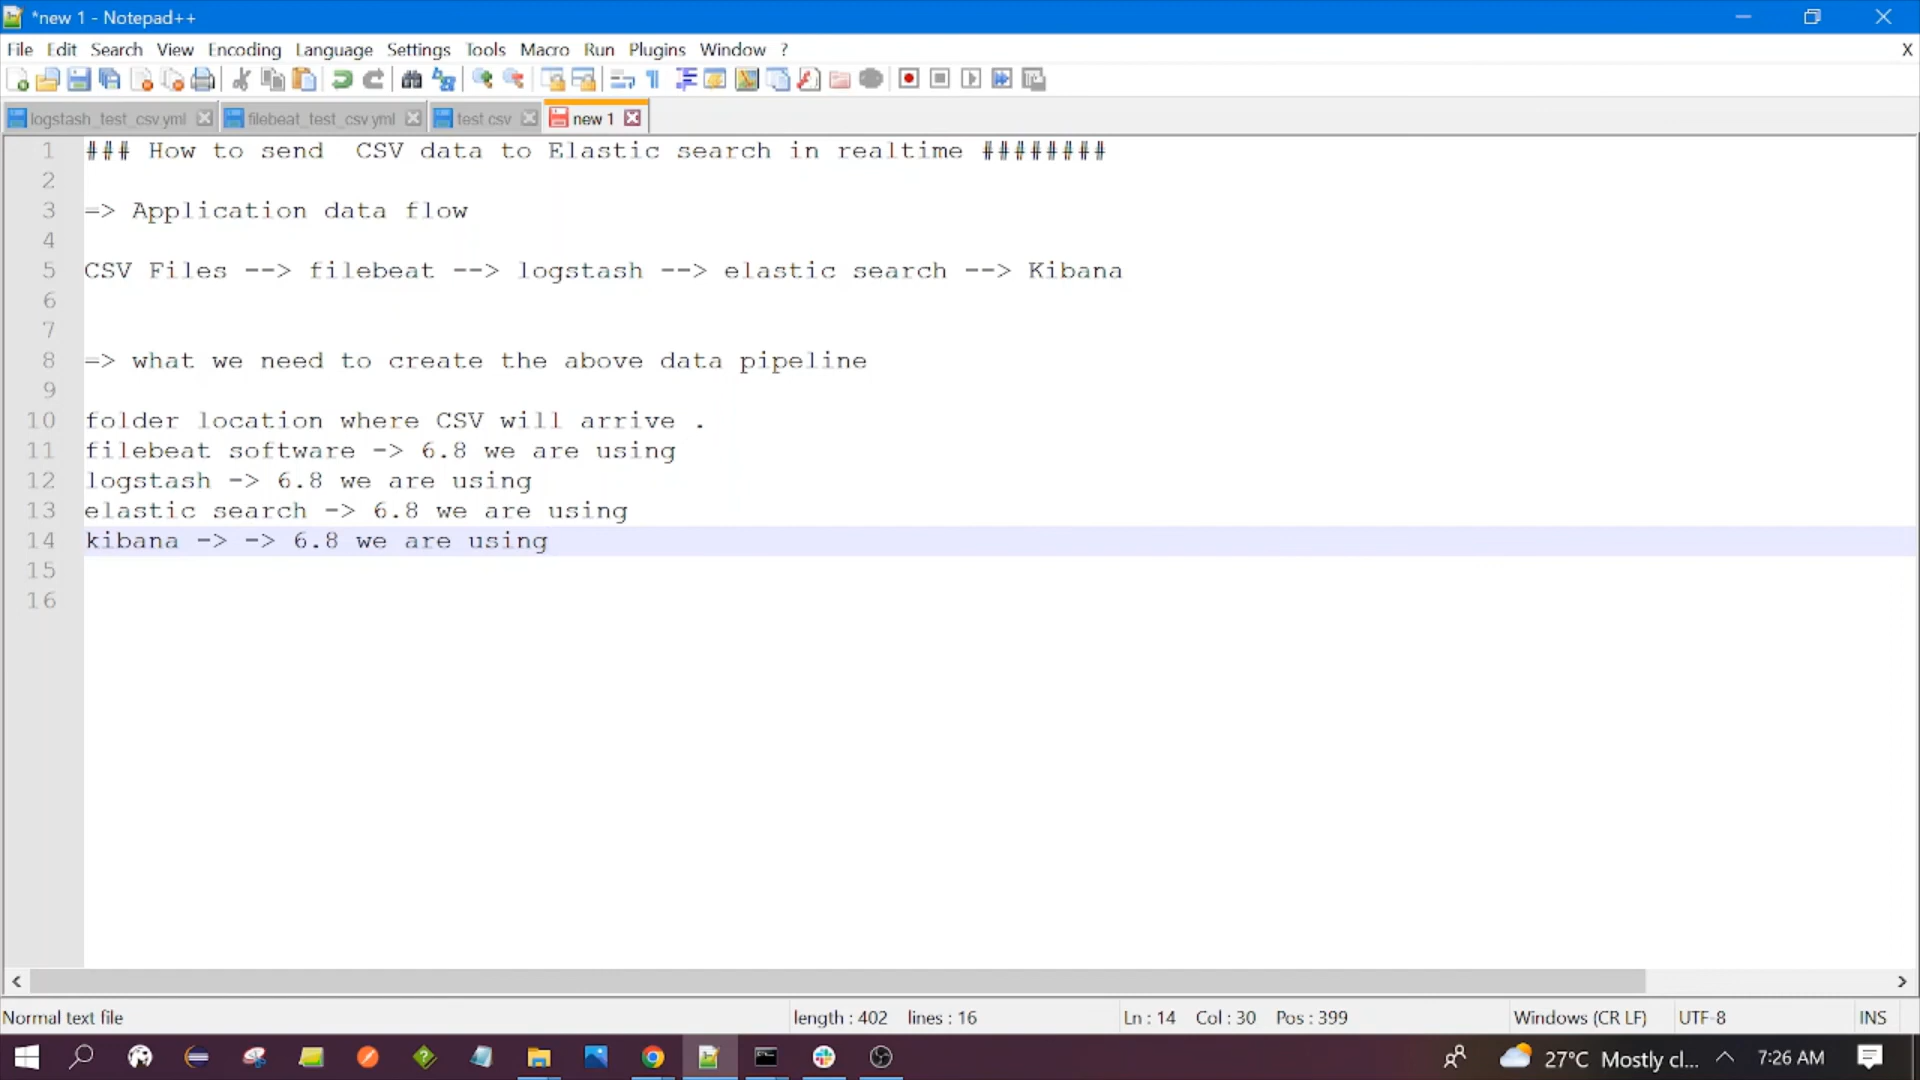 *new 1 - Notepad++
File Edit Search View Encoding Language Settings Tools Macro Run Plugins Window ?
X
logstash_test_csv.yml filebeat_test_csv.yml test.csv new 1
1 ### How to send  CSV data to Elastic search in realtime ########
2
3 => Application data flow
4
5 CSV Files --> filebeat --> logstash --> elastic search --> Kibana
6
7
8 => what we need to create the above data pipeline
9
10 folder location where CSV will arrive .
11 filebeat software -> 6.8 we are using
12 logstash -> 6.8 we are using
13 elastic search -> 6.8 we are using
14 kibana -> -> 6.8 we are using
15
16
Normal text file length : 402 lines : 16 Ln : 14 Col : 30 Pos : 399 Windows (CR LF) UTF-8 INS
27°C Mostly cl... 7:26 AM